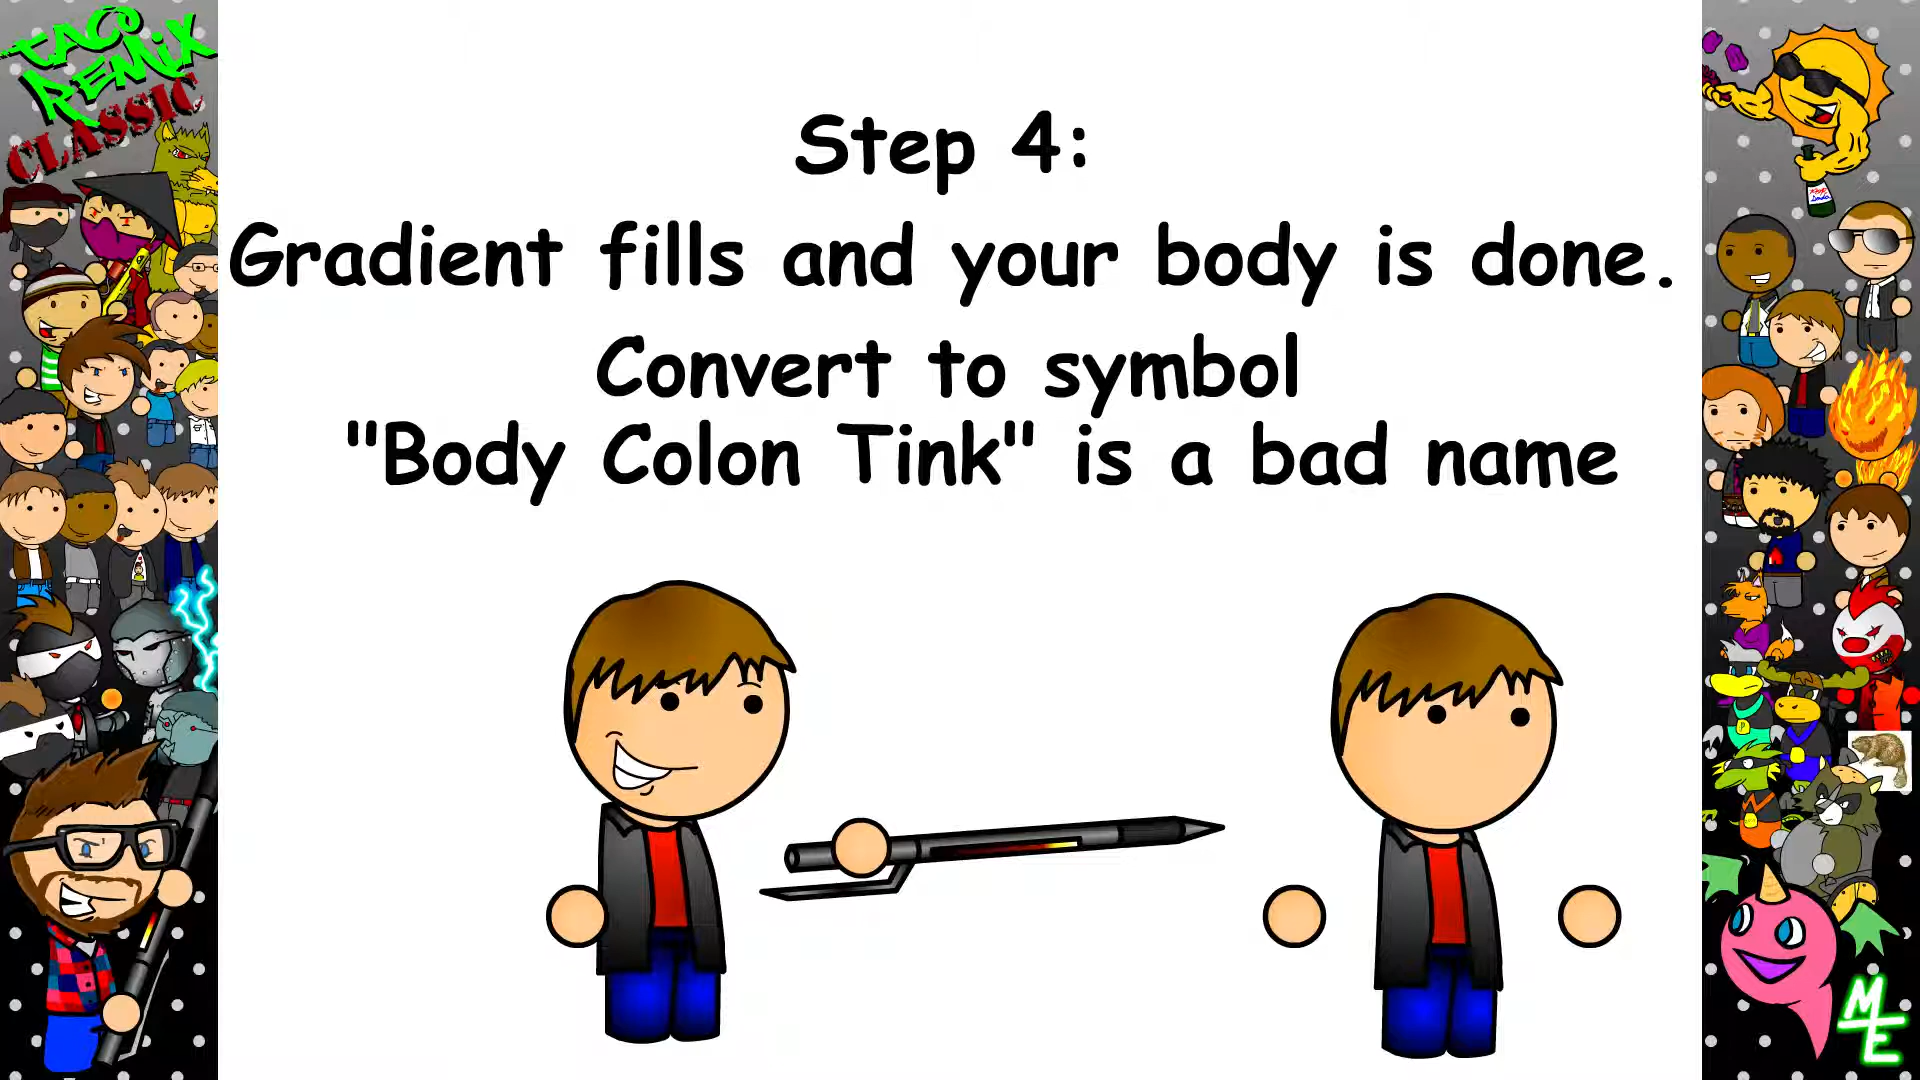 TACO
REMIX
CLASSIC
Step 4:
Gradient fills and your body is done.
Convert to symbol
"Body Colon Tink" is a bad name
ME